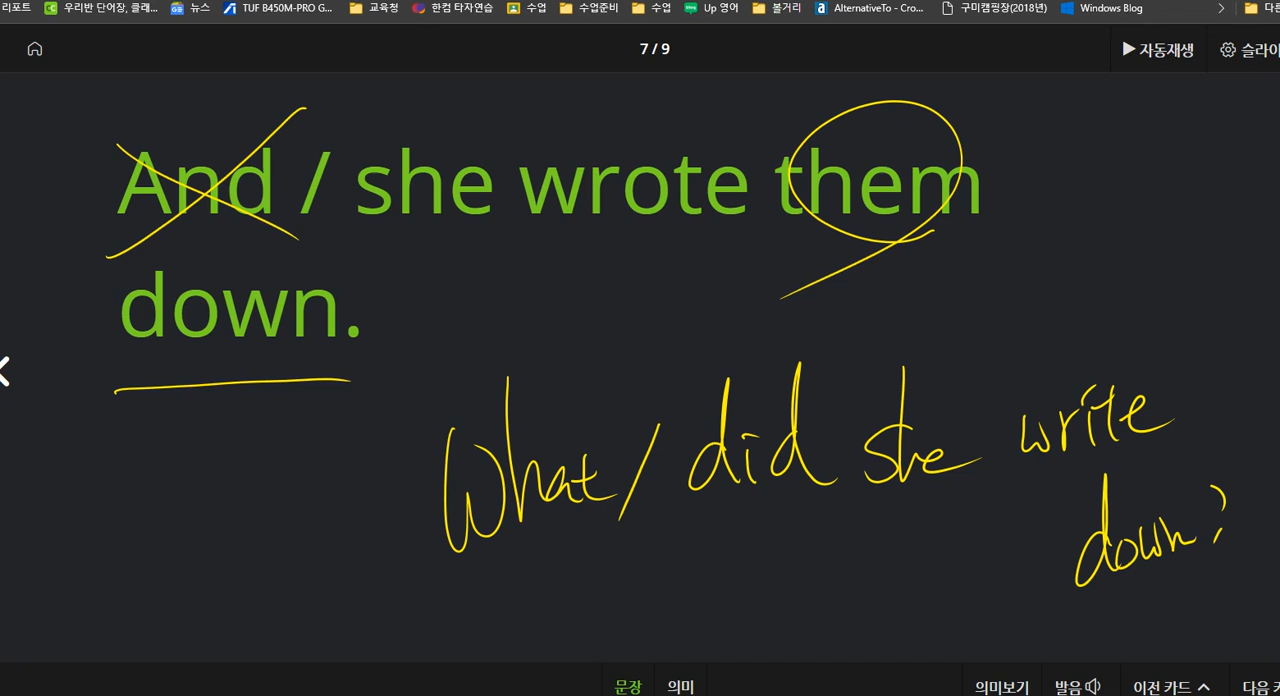 리포트 우리반 단어장, 클래... 뉴스 TUF B450M-PRO G... 교육청 한컴 타자연습 수업 수업준비 수업 Up 영어 볼거리 AlternativeTo - Cro... 구미캠핑장(2018년) Windows Blog 다른
7 / 9
▶ 자동재생 슬라이
And / she wrote them
down.
What / did she write
down?
문장 의미 의미보기 발음 이전 카드 다음